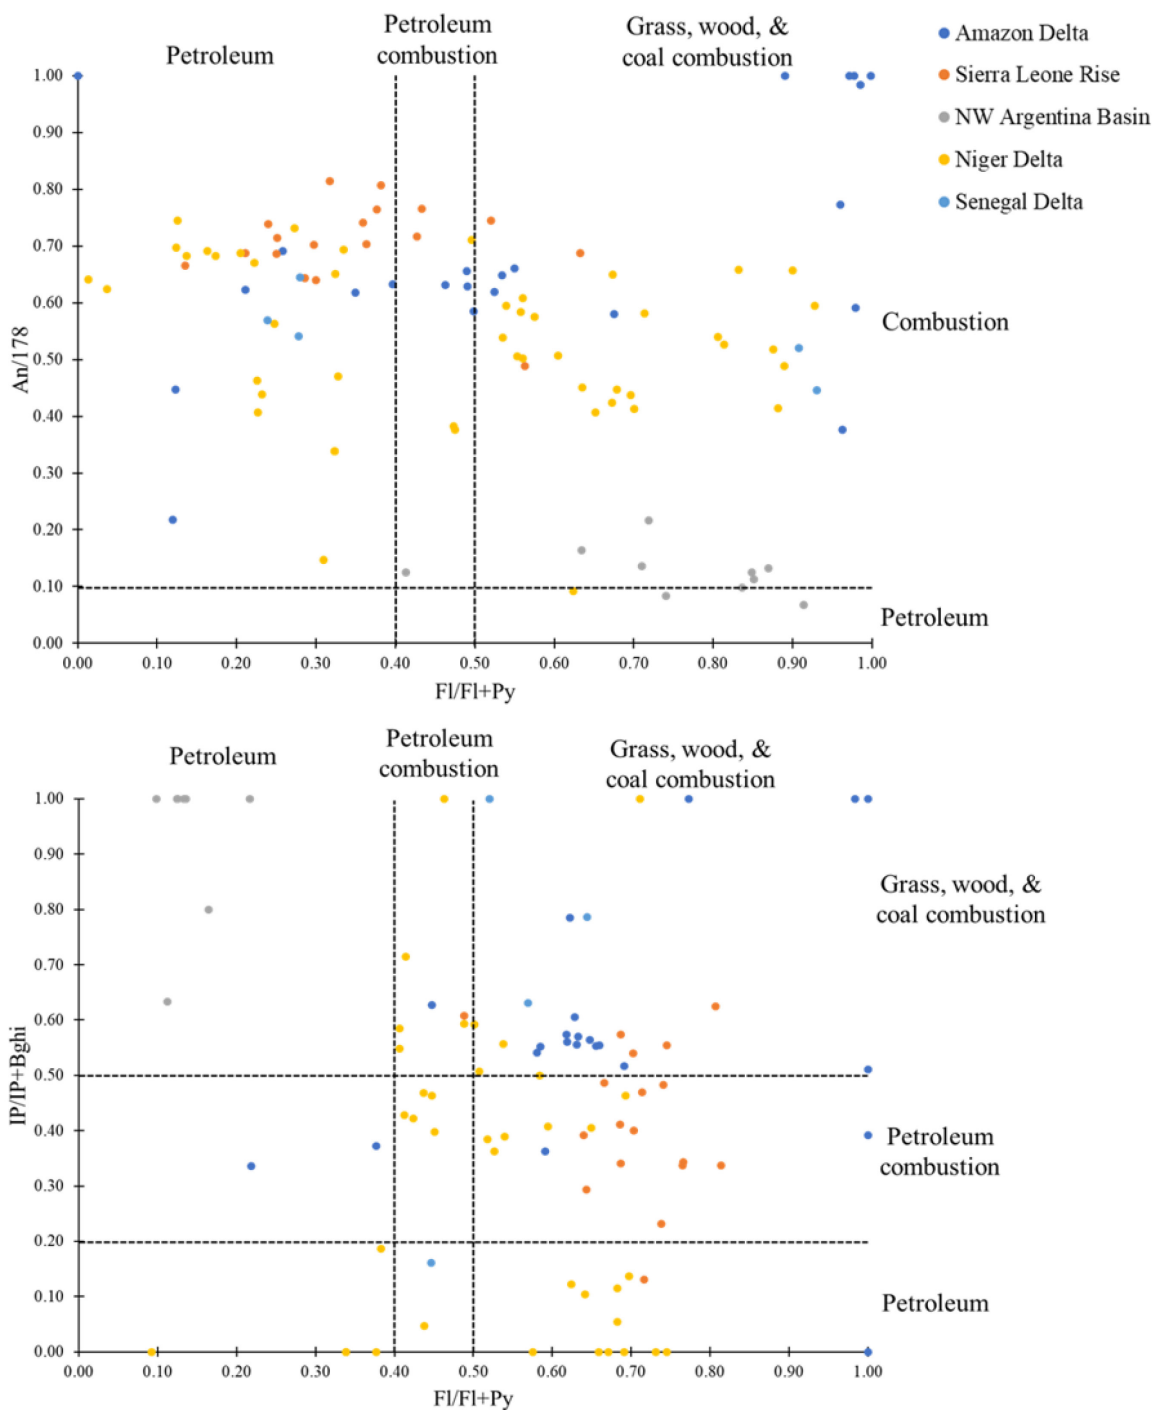 Petroleum
Petroleum
combustion
Grass, wood, &
coal combustion
Amazon Delta
Sierra Leone Rise
NW Argentina Basin
Niger Delta
Senegal Delta
1.00
0.90
0.80
0.70
0.60
0.50
0.40
0.30
0.20
0.10
0.00
An/178
Combustion
Petroleum
0.00 0.10 0.20 0.30 0.40 0.50 0.60 0.70 0.80 0.90 1.00
Fl/Fl+Py
Petroleum
Petroleum
combustion
Grass, wood, &
coal combustion
1.00
0.90
0.80
0.70
0.60
0.50
0.40
0.30
0.20
0.10
0.00
IP/IP+Bghi
Grass, wood, &
coal combustion
Petroleum
combustion
Petroleum
0.00 0.10 0.20 0.30 0.40 0.50 0.60 0.70 0.80 0.90 1.00
Fl/Fl+Py